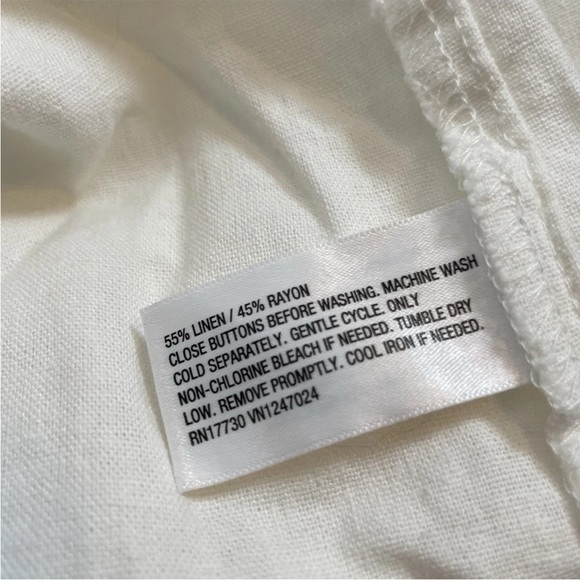 55% LINEN / 45% RAYON
CLOSE BUTTONS BEFORE WASHING. MACHINE WASH
COLD SEPARATELY. GENTLE CYCLE. ONLY
NON-CHLORINE BLEACH IF NEEDED. TUMBLE DRY
LOW. REMOVE PROMPTLY. COOL IRON IF NEEDED.
RN17730 VN1247024